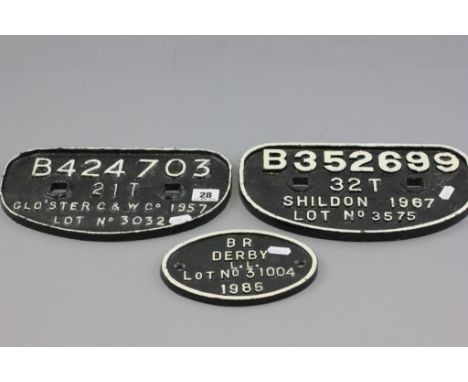 B424703
21T
GLO'STER C & W Co 1957
LOT No 3032
28
B352699
32T
SHILDON 1967
LOT No 3575
BR
DERBY
L.L.
LOT No 31004
1985